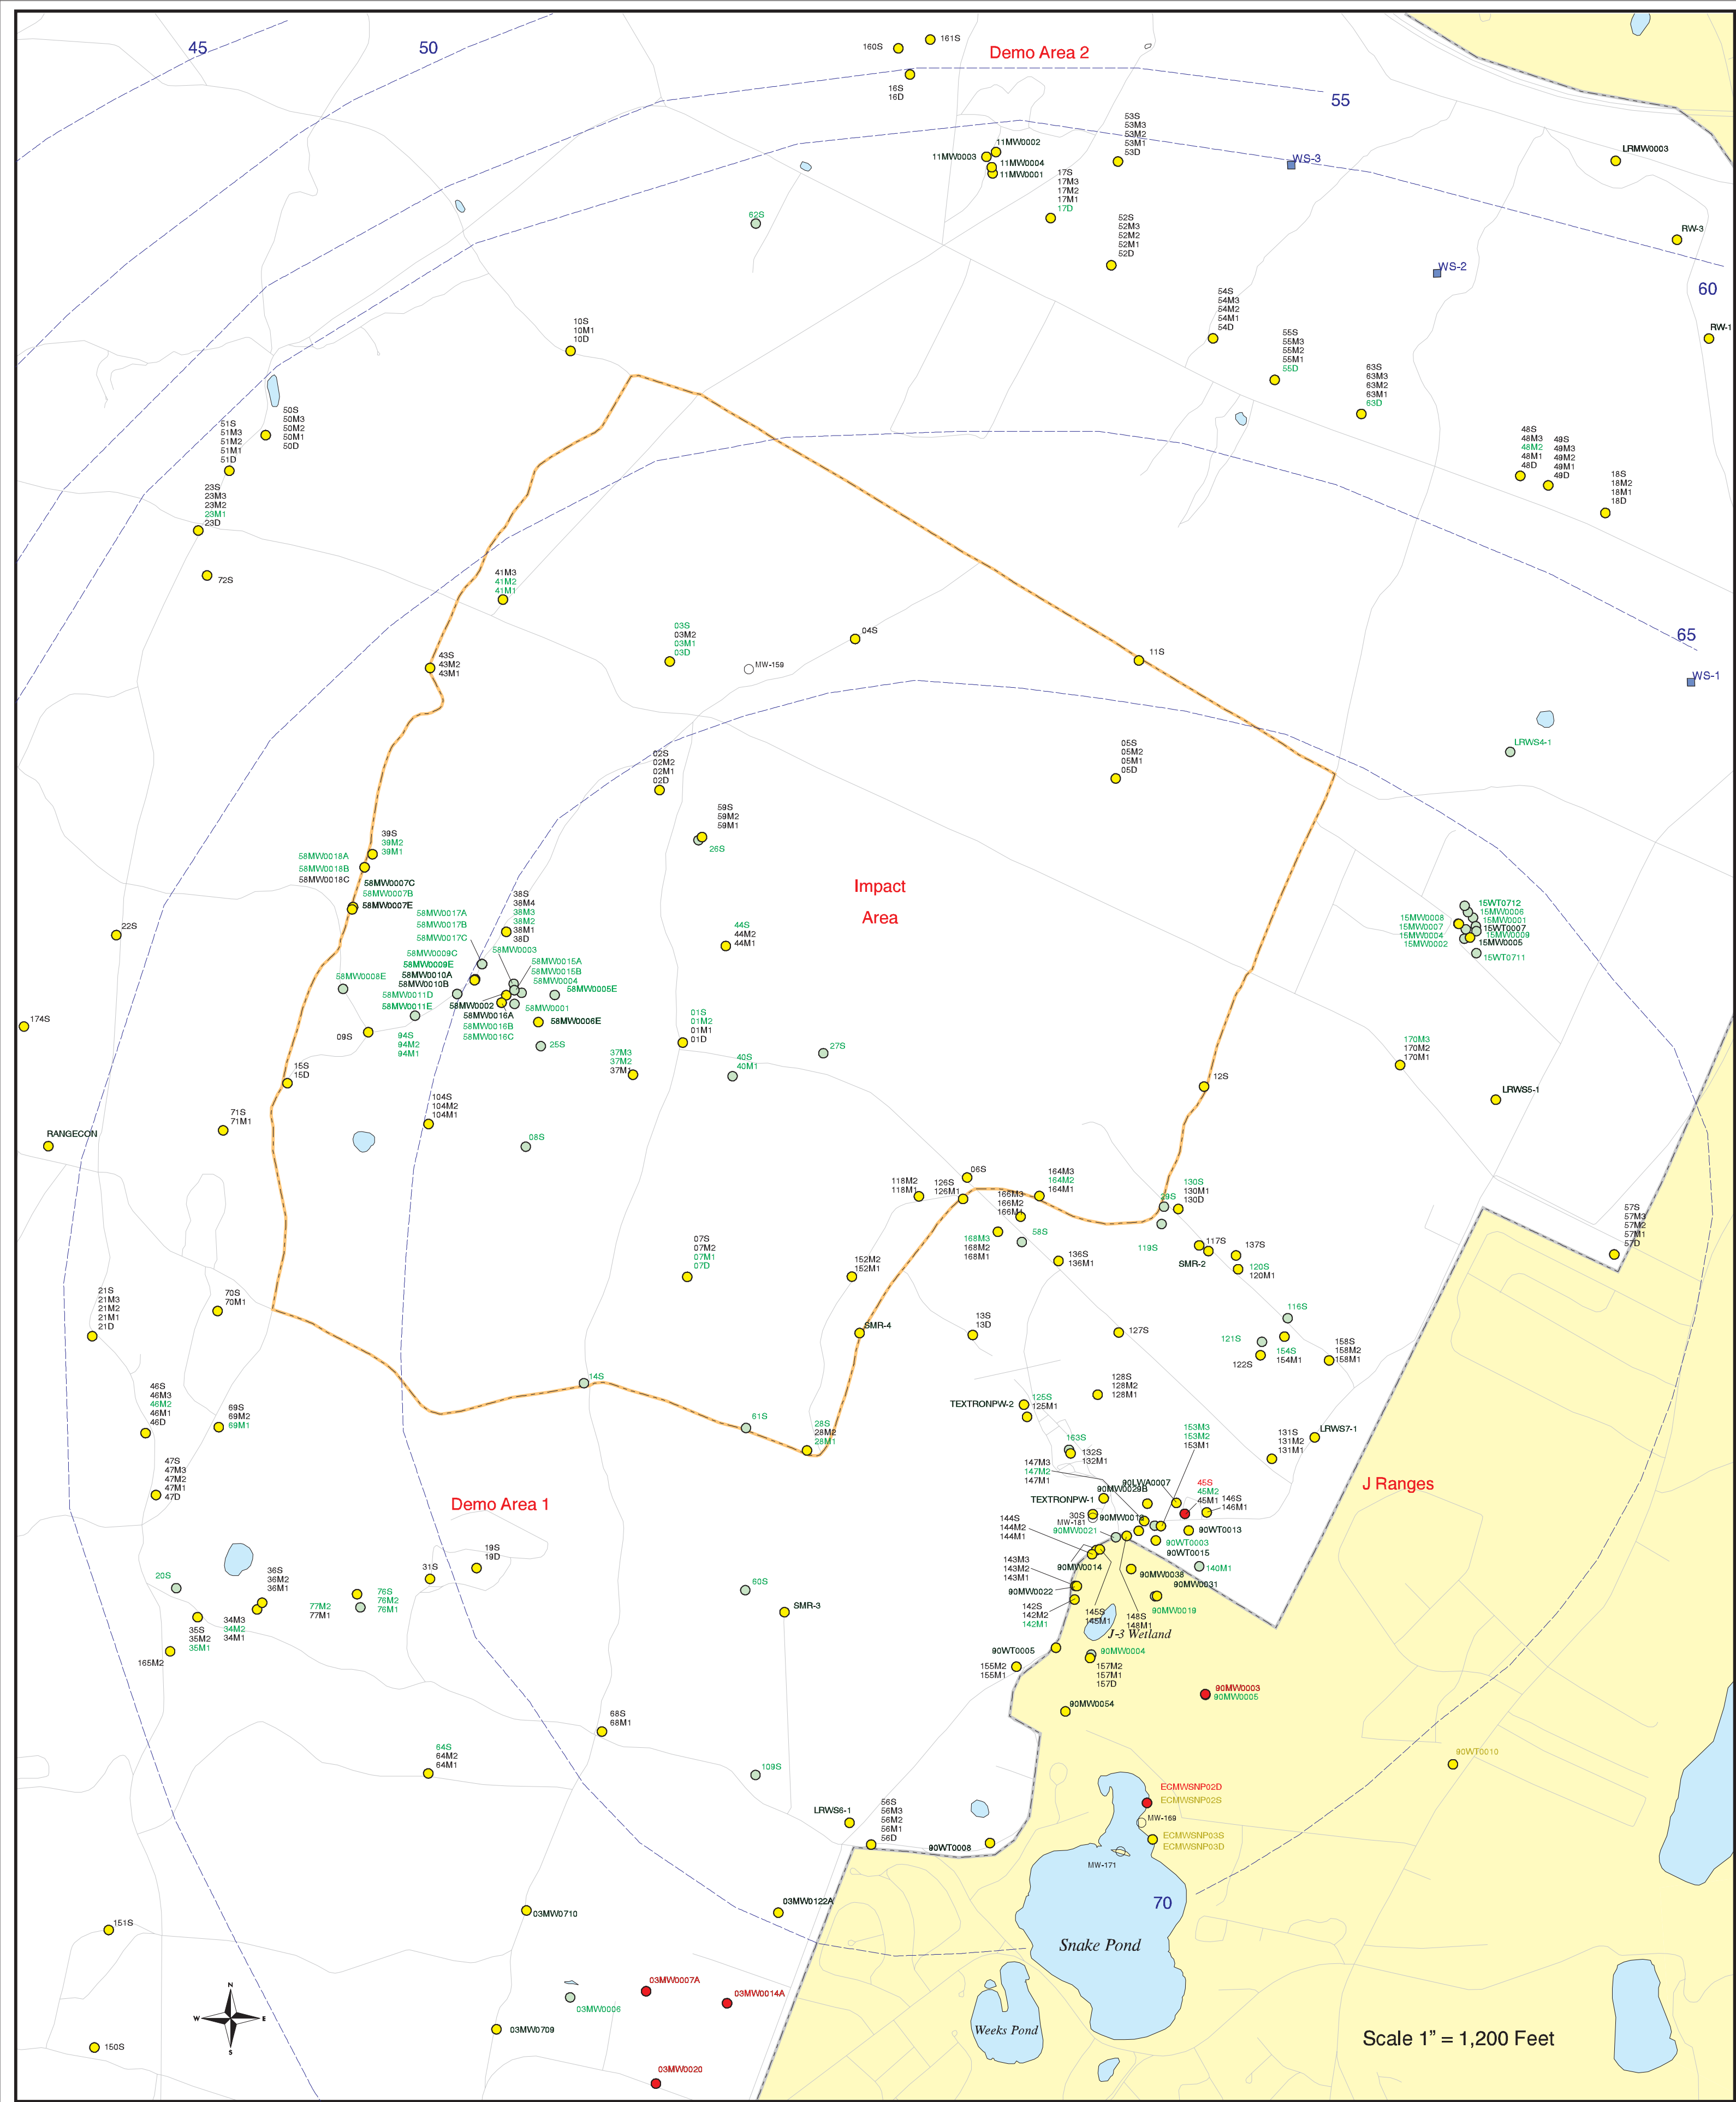 45
50
160S
161S
Demo Area 2
16S
16D
55
53S
53M3
53M2
53M1
53D
11MW0002
11MW0003
11MW0004
11MW0001
WS-3
LRMW0003
17S
17M3
17M2
17M1
17D
62S
52S
52M3
52M2
52M1
52D
RW-3
WS-2
60
54S
54M3
54M2
54M1
54D
10S
10M1
10D
RW-1
55S
55M3
55M2
55M1
55D
63S
63M3
63M2
63M1
63D
50S
50M3
50M2
50M1
50D
51S
51M3
51M2
51M1
51D
48S
48M3
48M2
48M1
48D
49S
49M3
49M2
49M1
49D
18S
18M2
18M1
18D
23S
23M3
23M2
23M1
23D
72S
41M3
41M2
41M1
03S
03M2
03M1
03D
04S
MW-159
11S
65
43S
43M2
43M1
WS-1
LRWS4-1
02S
02M2
02M1
02D
05S
05M2
05M1
05D
59S
59M2
59M1
26S
39S
39M2
39M1
58MW0018A
58MW0018B
58MW0018C
58MW0007C
58MW0007B
58MW0007E
Impact
Area
38S
38M4
38M3
38M2
38M1
38D
58MW0017A
58MW0017B
58MW0017C
22S
44S
44M2
44M1
15WT0712
15MW0006
15MW0001
15WT0007
15MW0009
15MW0005
15WT0711
15MW0008
15MW0007
15MW0004
15MW0002
58MW0003
58MW0009C
58MW0009E
58MW0010A
58MW0010B
58MW0011D
58MW0011E
58MW0008E
58MW0015A
58MW0015B
58MW0004
58MW0005E
58MW0002
58MW0001
58MW0016A
58MW0016B
58MW0016C
58MW0006E
174S
09S
94S
94M2
94M1
25S
01S
01M2
01M1
01D
27S
37M3
37M2
37M1
40S
40M1
170M3
170M2
170M1
15S
15D
12S
LRWS5-1
104S
104M2
104M1
71S
71M1
RANGECON
08S
06S
118M2
118M1
126S
126M1
164M3
164M2
164M1
166M3
166M2
166M1
29S
130S
130M1
130D
57S
57M3
57M2
57M1
57D
168M3
168M2
168M1
58S
119S
117S
SMR-2
137S
120S
120M1
136S
136M1
07S
07M2
07M1
07D
152M2
152M1
21S
21M3
21M2
21M1
21D
70S
70M1
SMR-4
13S
13D
127S
116S
121S
122S
154S
154M1
158S
158M2
158M1
14S
128S
128M2
128M1
TEXTRONPW-2
125S
125M1
46S
46M3
46M2
46M1
46D
69S
69M2
69M1
61S
28S
28M2
28M1
163S
132S
132M1
153M3
153M2
153M1
131S
131M2
131M1
LRWS7-1
47S
47M3
47M2
47M1
47D
147M3
147M2
147M1
J Ranges
Demo Area 1
90LWA0007
90MW0029B
45S
45M2
45M1
146S
146M1
TEXTRONPW-1
30S
MW-181
90MW0018
90MW0021
144S
144M2
144M1
90WT0013
90WT0003
90WT0015
140M1
143M3
143M2
143M1
90MW0014
90MW0038
90MW0031
90MW0022
90MW0019
142S
142M2
142M1
145S
145M1
148S
148M1
J-3 Wetland
19S
19D
31S
20S
36S
36M2
36M1
76S
76M2
76M1
77M2
77M1
34M3
34M2
34M1
35S
35M2
35M1
165M2
60S
SMR-3
90WT0005
155M2
155M1
90MW0004
157M2
157M1
157D
90MW0003
90MW0005
90MW0054
68S
68M1
64S
64M2
64M1
109S
90WT0010
ECMWSNP02D
ECMWSNP02S
MW-169
ECMWSNP03S
ECMWSNP03D
MW-171
LRWS6-1
56S
56M3
56M2
56M1
56D
90WT0008
70
03MW0122A
03MW0710
151S
Snake Pond
03MW0007A
03MW0014A
03MW0006
N
W
E
S
03MW0709
Weeks Pond
150S
Scale 1” = 1,200 Feet
03MW0020